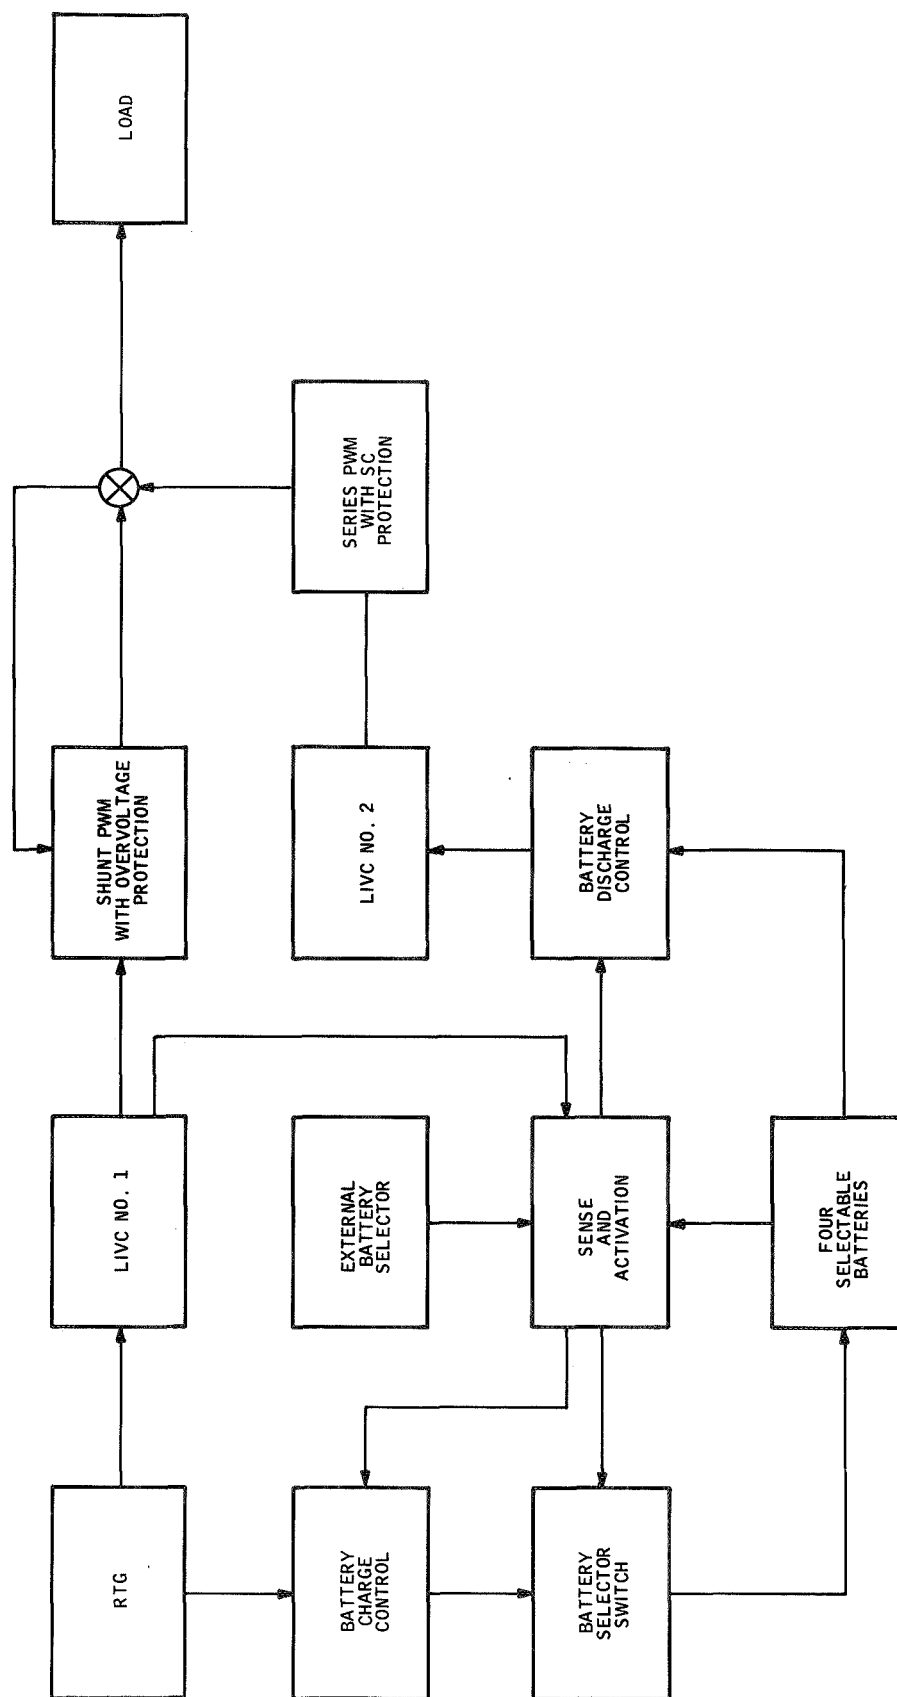 RTG
LIVC NO. 1
SHUNT PWM
WITH OVERVOLTAGE
PROTECTION
LOAD
BATTERY
CHARGE
CONTROL
EXTERNAL
BATTERY
SELECTOR
LIVC NO. 2
SERIES PWM
WITH SC
PROTECTION
BATTERY
SELECTOR
SWITCH
SENSE
AND
ACTIVATION
BATTERY
DISCHARGE
CONTROL
FOUR
SELECTABLE
BATTERIES